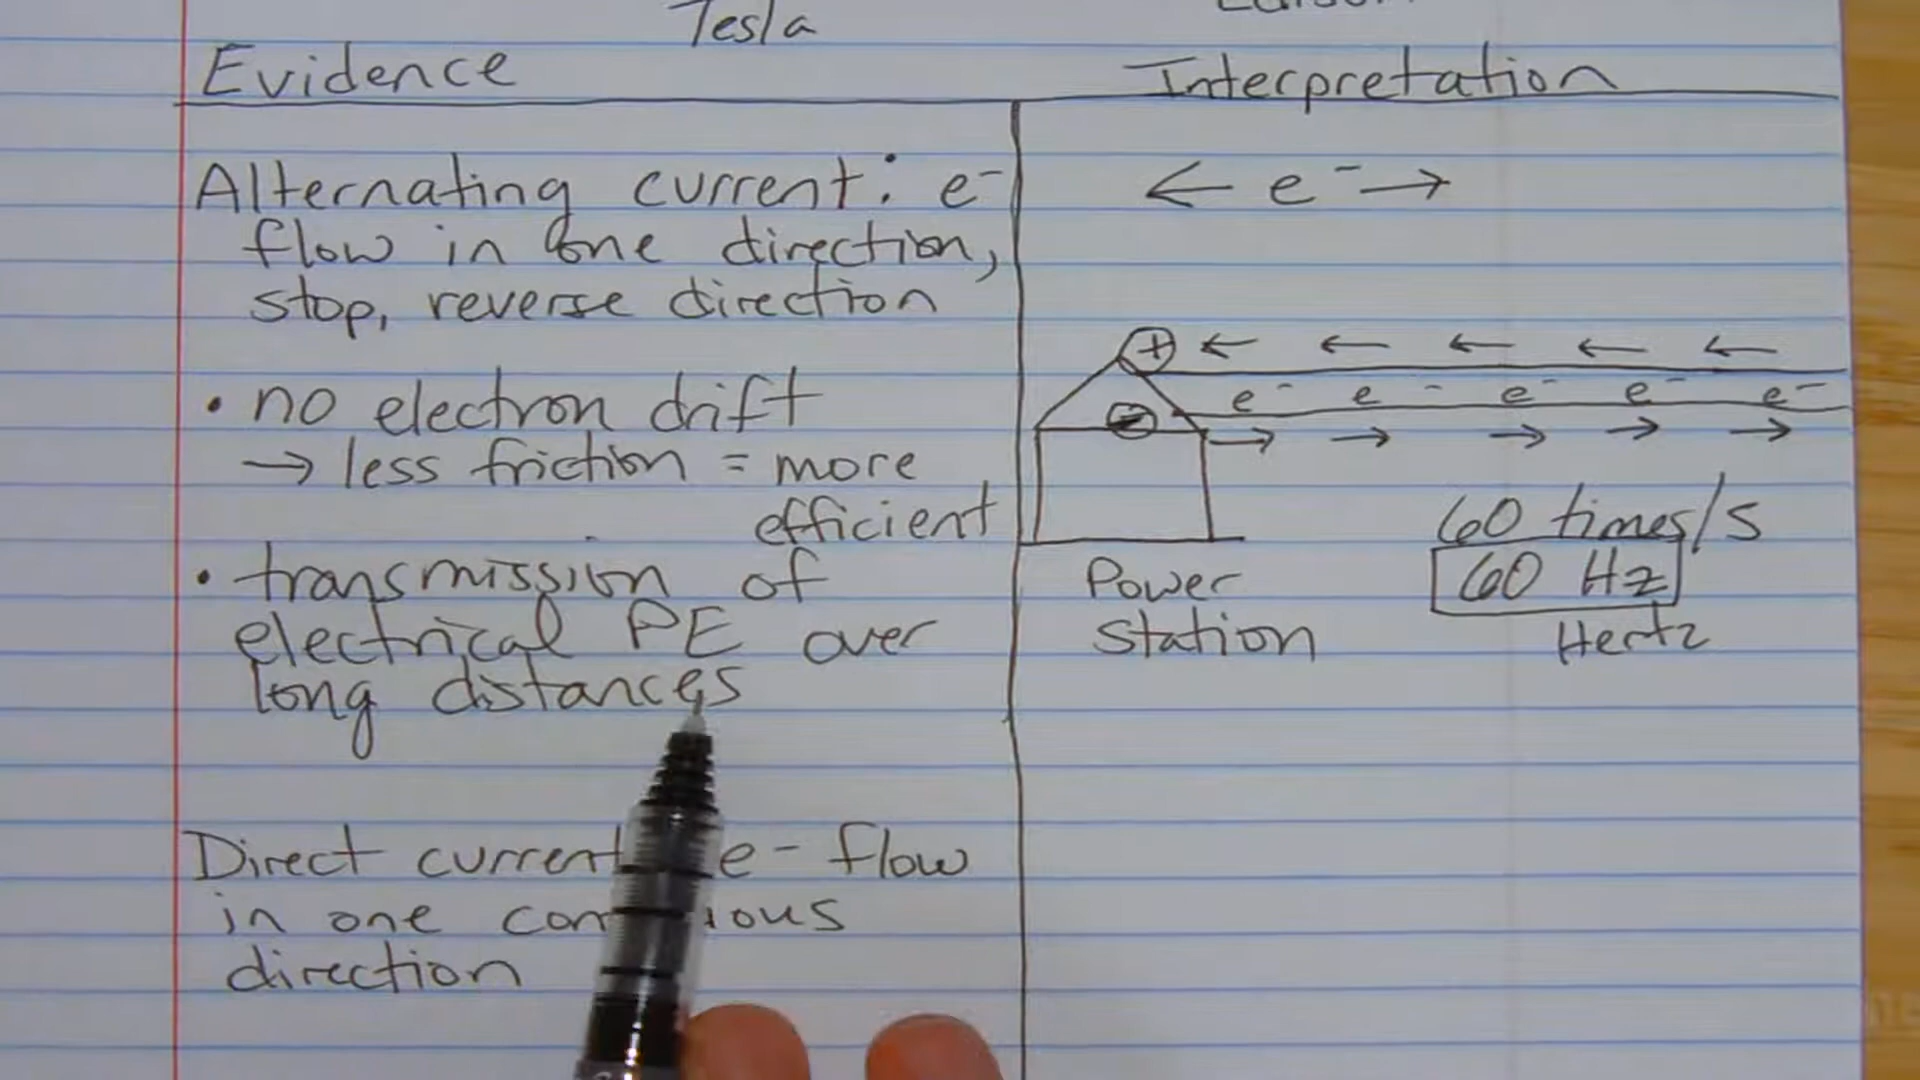 Tesla
Evidence
Interpretation
Alternating current: e-
flow in one direction,
stop, reverse direction
← e- →
• no electron drift
→ less friction = more
efficient
• transmission of
electrical PE over
long distances
+ ← ← ← ← ←
e- e - e- e- e-
- → → → → →
60 times/s
60 Hz
Hertz
Power
Station
Direct current e- flow
in one
direction